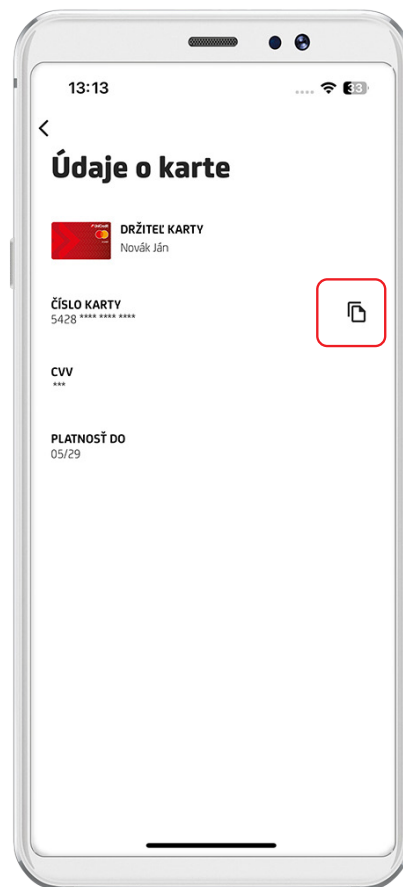 13:13
33
Údaje o karte
DRŽITEĽ KARTY
Novák Ján
ČÍSLO KARTY
5428 **** **** ****
CVV
***
PLATNOSŤ DO
05/29